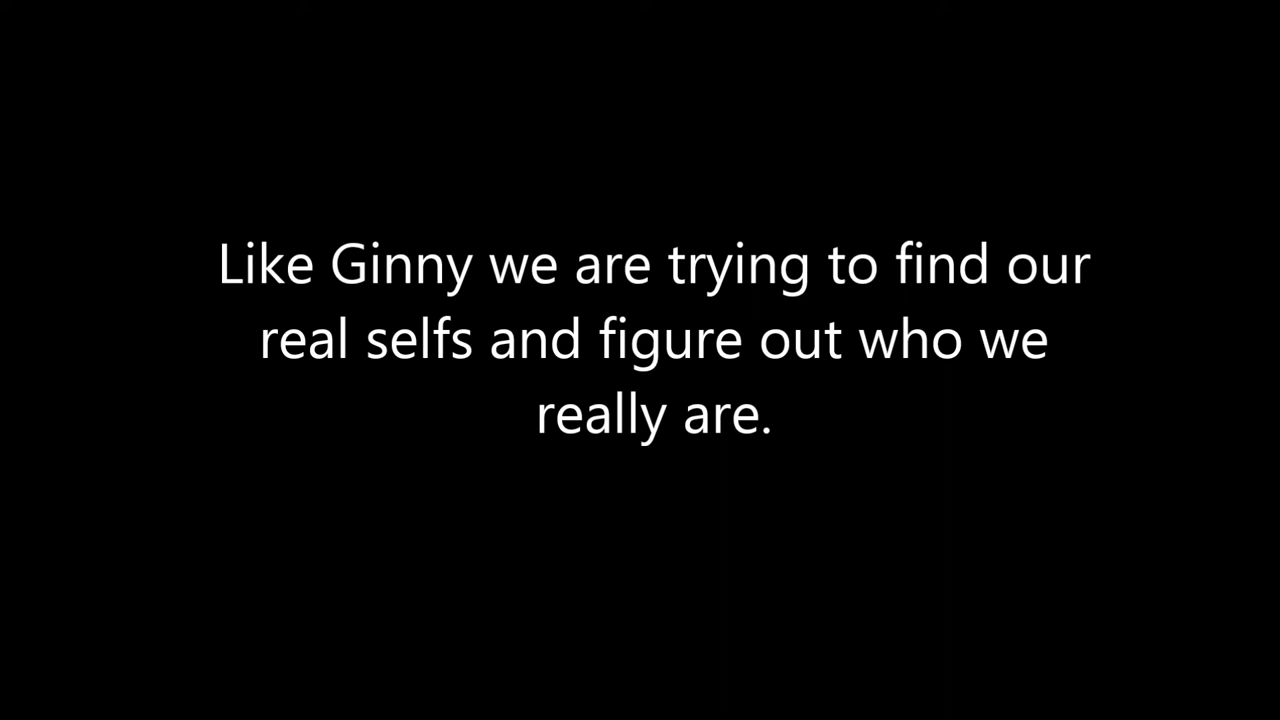 Like Ginny we are trying to find our
real selfs and figure out who we
really are.